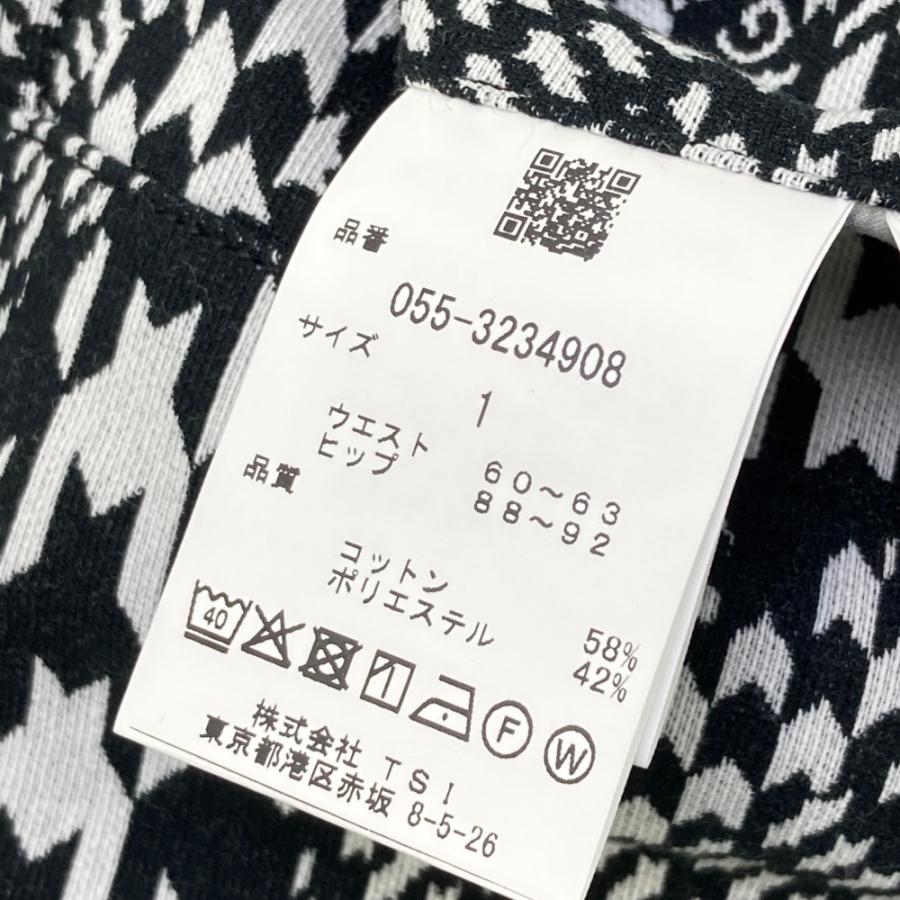 品番
055-3234908
サイズ
1
ウエスト 60〜63
ヒップ 88〜92
品質
コットン 58%
ポリエステル 42%
40
F W
株式会社 TSI
東京都港区赤坂 8-5-26